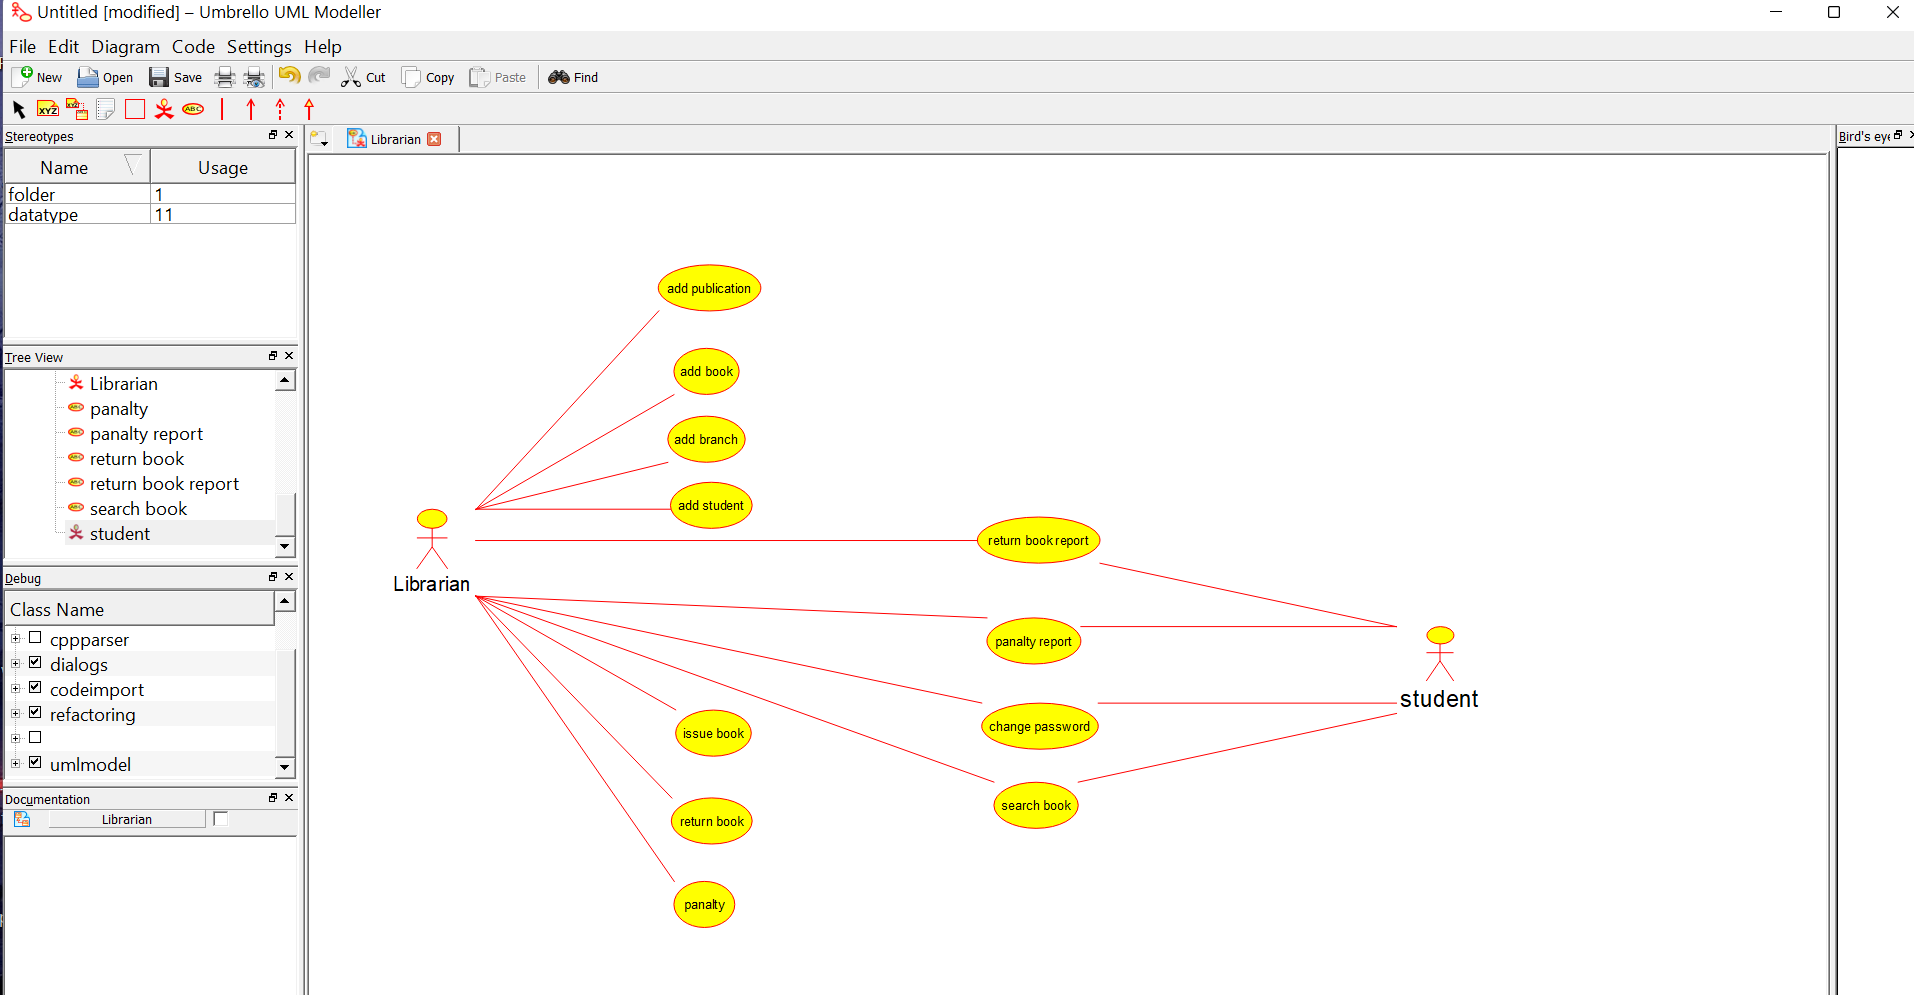 Untitled [modified] – Umbrello UML Modeller
File Edit Diagram Code Settings Help
New Open Save Cut Copy Paste Find
Stereotypes
Name Usage
folder 1
datatype 11
Tree View
Librarian
panalty
panalty report
return book
return book report
search book
student
Debug
Class Name
cppparser
dialogs
codeimport
refactoring
umlmodel
Documentation
Librarian
Librarian
Bird's eye
add publication
add book
add branch
add student
return book report
Librarian
panalty report
student
change password
issue book
search book
return book
panalty